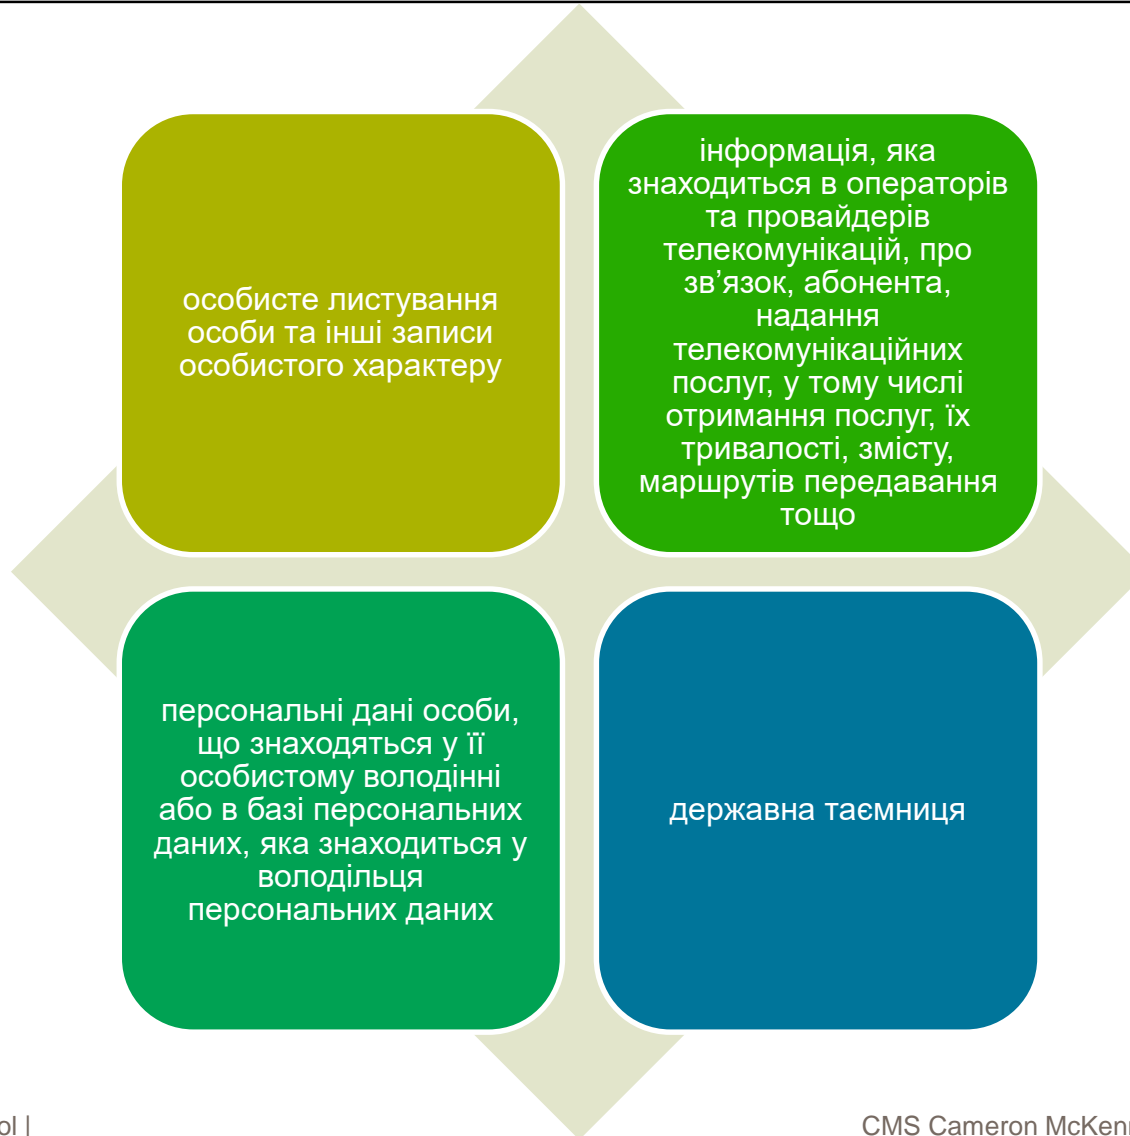 особисте листування
особи та інші записи
особистого характеру
інформація, яка
знаходиться в операторів
та провайдерів
телекомунікацій, про
зв’язок, абонента,
надання
телекомунікаційних
послуг, у тому числі
отримання послуг, їх
тривалості, змісту,
маршрутів передавання
тощо
персональні дані особи,
що знаходяться у її
особистому володінні
або в базі персональних
даних, яка знаходиться у
володільця
персональних даних
державна таємниця
ol |
CMS Cameron McKenn